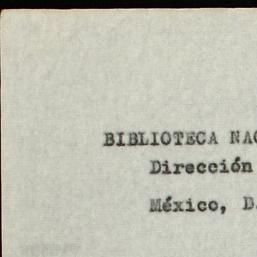 BIBLIOTECA NAC
Dirección
México, D.